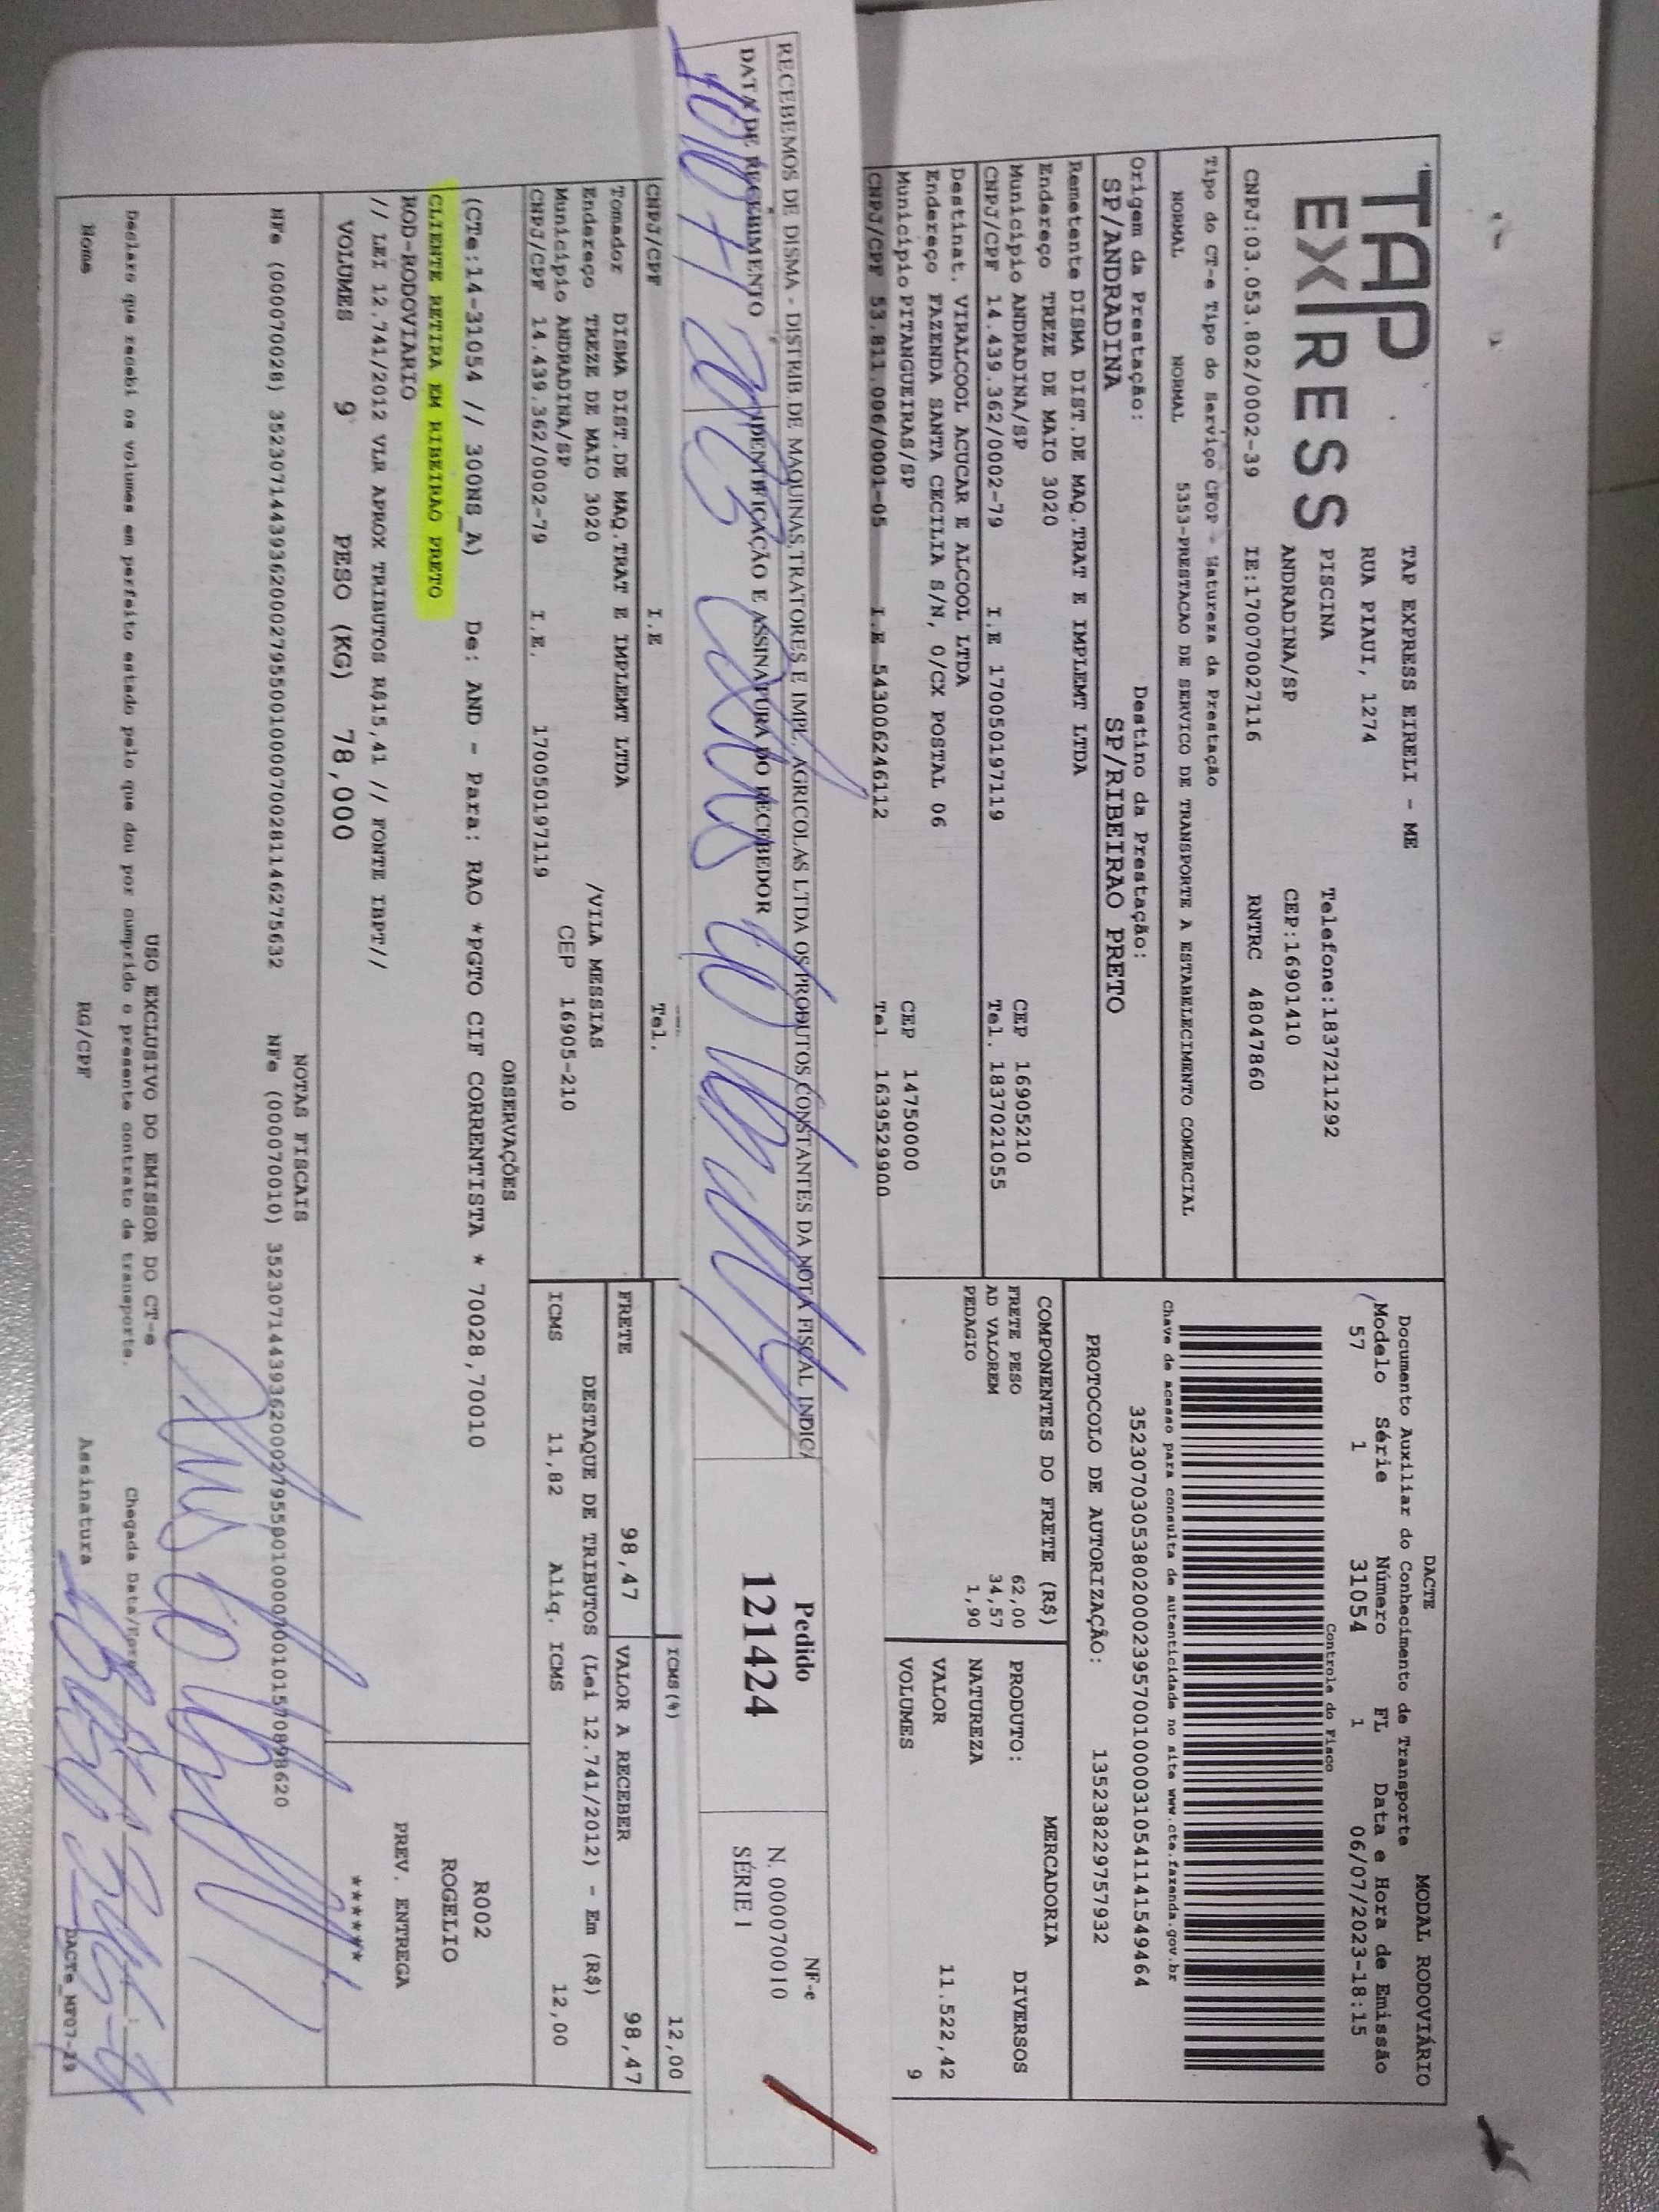 TAP
EXPRESS
TAP EXPRESS EIRELI - ME
RUA PIAUI, 1274
PISCINA
ANDRADINA/SP
Telefone:1837211292
CEP:16901410
CNPJ:03.053.802/0002-39 IE:170070027116 RNTRC 48047860
Tipo do CT-e Tipo do Serviço CFOP - Natureza da Prestação
NORMAL NORMAL 5353-PRESTACAO DE SERVICO DE TRANSPORTE A ESTABELECIMENTO COMERCIAL
Origem da Prestação: Destino da Prestação:
SP/ANDRADINA SP/RIBEIRAO PRETO
DACTE MODAL RODOVIÁRIO
Documento Auxiliar do Conhecimento de Transporte
Modelo Série Número FL Data e Hora de Emissão
57 1 31054 1 06/07/2023-18:15
Controle do Fisco
Chave de acesso para consulta de autenticidade no site www.cte.fazenda.gov.br
35230703053802000239570010000310541141549464
PROTOCOLO DE AUTORIZAÇÃO: 135238229757932
Remetente DISMA DIST.DE MAQ.TRAT E IMPLEMT LTDA
Endereço TREZE DE MAIO 3020
Município ANDRADINA/SP CEP 16905210
CNPJ/CPF 14.439.362/0002-79 I.E 170050197119 Tel. 1837021055
Destinat. VIRALCOOL ACUCAR E ALCOOL LTDA
Endereço FAZENDA SANTA CECILIA S/N, 0/CX POSTAL 06
Município PITANGUEIRAS/SP CEP 14750000
CNPJ/CPF 53.811.006/0001-05 I.E 543006246112 Tel. 1639529900
COMPONENTES DO FRETE (R$)
FRETE PESO 62,00
AD VALOREM 34,57
PEDAGIO 1,90
MERCADORIA
PRODUTO: DIVERSOS
NATUREZA
VALOR 11.522,42
VOLUMES 9
RECEBEMOS DE DISMA - DISTRIB.DE MAQUINAS,TRATORES E IMPL. AGRICOLAS LTDA OS PRODUTOS CONSTANTES DA NOTA FISCAL INDICA
DATA DE RECEBIMENTO IDENTIFICAÇÃO E ASSINATURA DO RECEBEDOR
Pedido
121424
NF-e
N. 000070010
SÉRIE 1
CNPJ/CPF I.E Tel.
ICMS(%) 12,00
Tomador DISMA DIST.DE MAQ.TRAT E IMPLEMT LTDA
Endereço TREZE DE MAIO 3020 /VILA MESSIAS
Município ANDRADINA/SP CEP 16905-210
CNPJ/CPF 14.439.362/0002-79 I.E. 170050197119
FRETE 98,47 VALOR A RECEBER 98,47
DESTAQUE DE TRIBUTOS (Lei 12.741/2012) - Em (R$)
ICMS 11,82 Aliq. ICMS 12,00
OBSERVAÇÕES
(CTe:14-31054 // 300NS_A) De: AND - Para: RAO *PGTO CIF CORRENTISTA * 70028,70010
CLIENTE RETIRA EM RIBEIRAO PRETO
ROD-RODOVIARIO
// LEI 12.741/2012 VLR APROX TRIBUTOS R$15,41 // FONTE IBPT//
VOLUMES 9 PESO (KG) 78,000
R002
ROGELIO
PREV. ENTREGA
******
NOTAS FISCAIS
NFe (000070028) 35230714439362000279550010000700281146275632 NFe (000070010) 35230714439362000279550010000700101570898620
USO EXCLUSIVO DO EMISSOR DO CT-e
Declaro que recebi os volumes em perfeito estado pelo que dou por cumprido o presente contrato de transporte. Chegada Data/
Nome RG/CPF Assinatura
DACTe_MF07-19